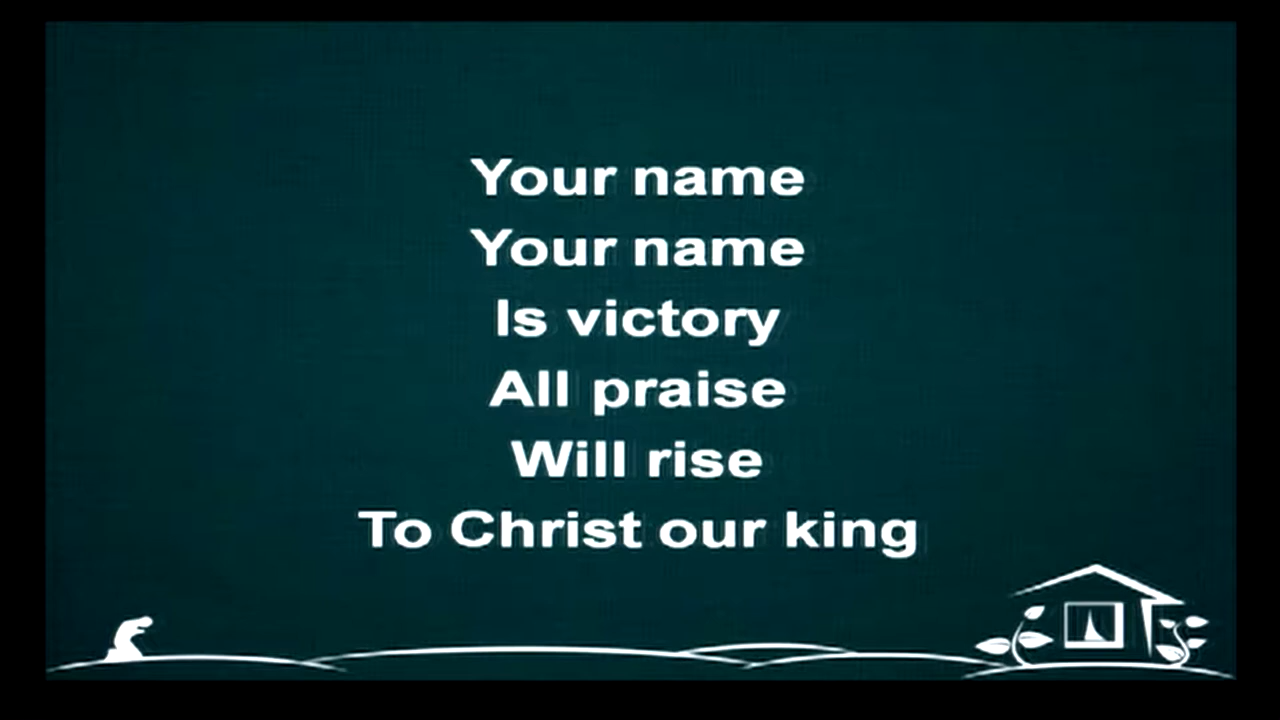 Your name
Your name
Is victory
All praise
Will rise
To Christ our king